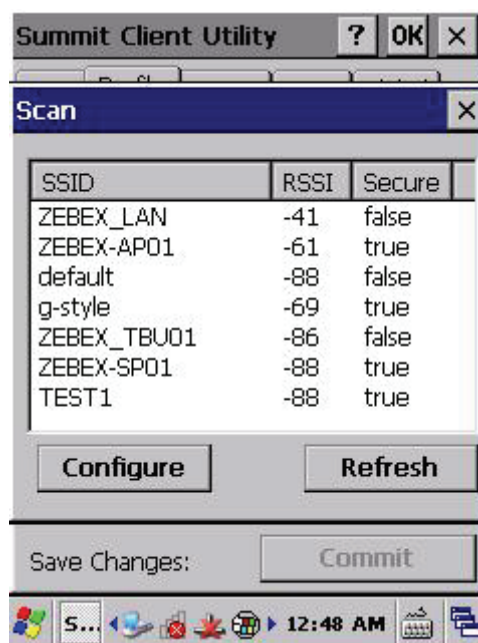 Summit Client Utility ? OK ×
Scan ×
SSID RSSI Secure
ZEBEX_LAN -41 false
ZEBEX-AP01 -61 true
default -88 false
g-style -69 true
ZEBEX_TBU01 -86 false
ZEBEX-SP01 -88 true
TEST1 -88 true
Configure Refresh
Save Changes: Commit
S... 12:48 AM